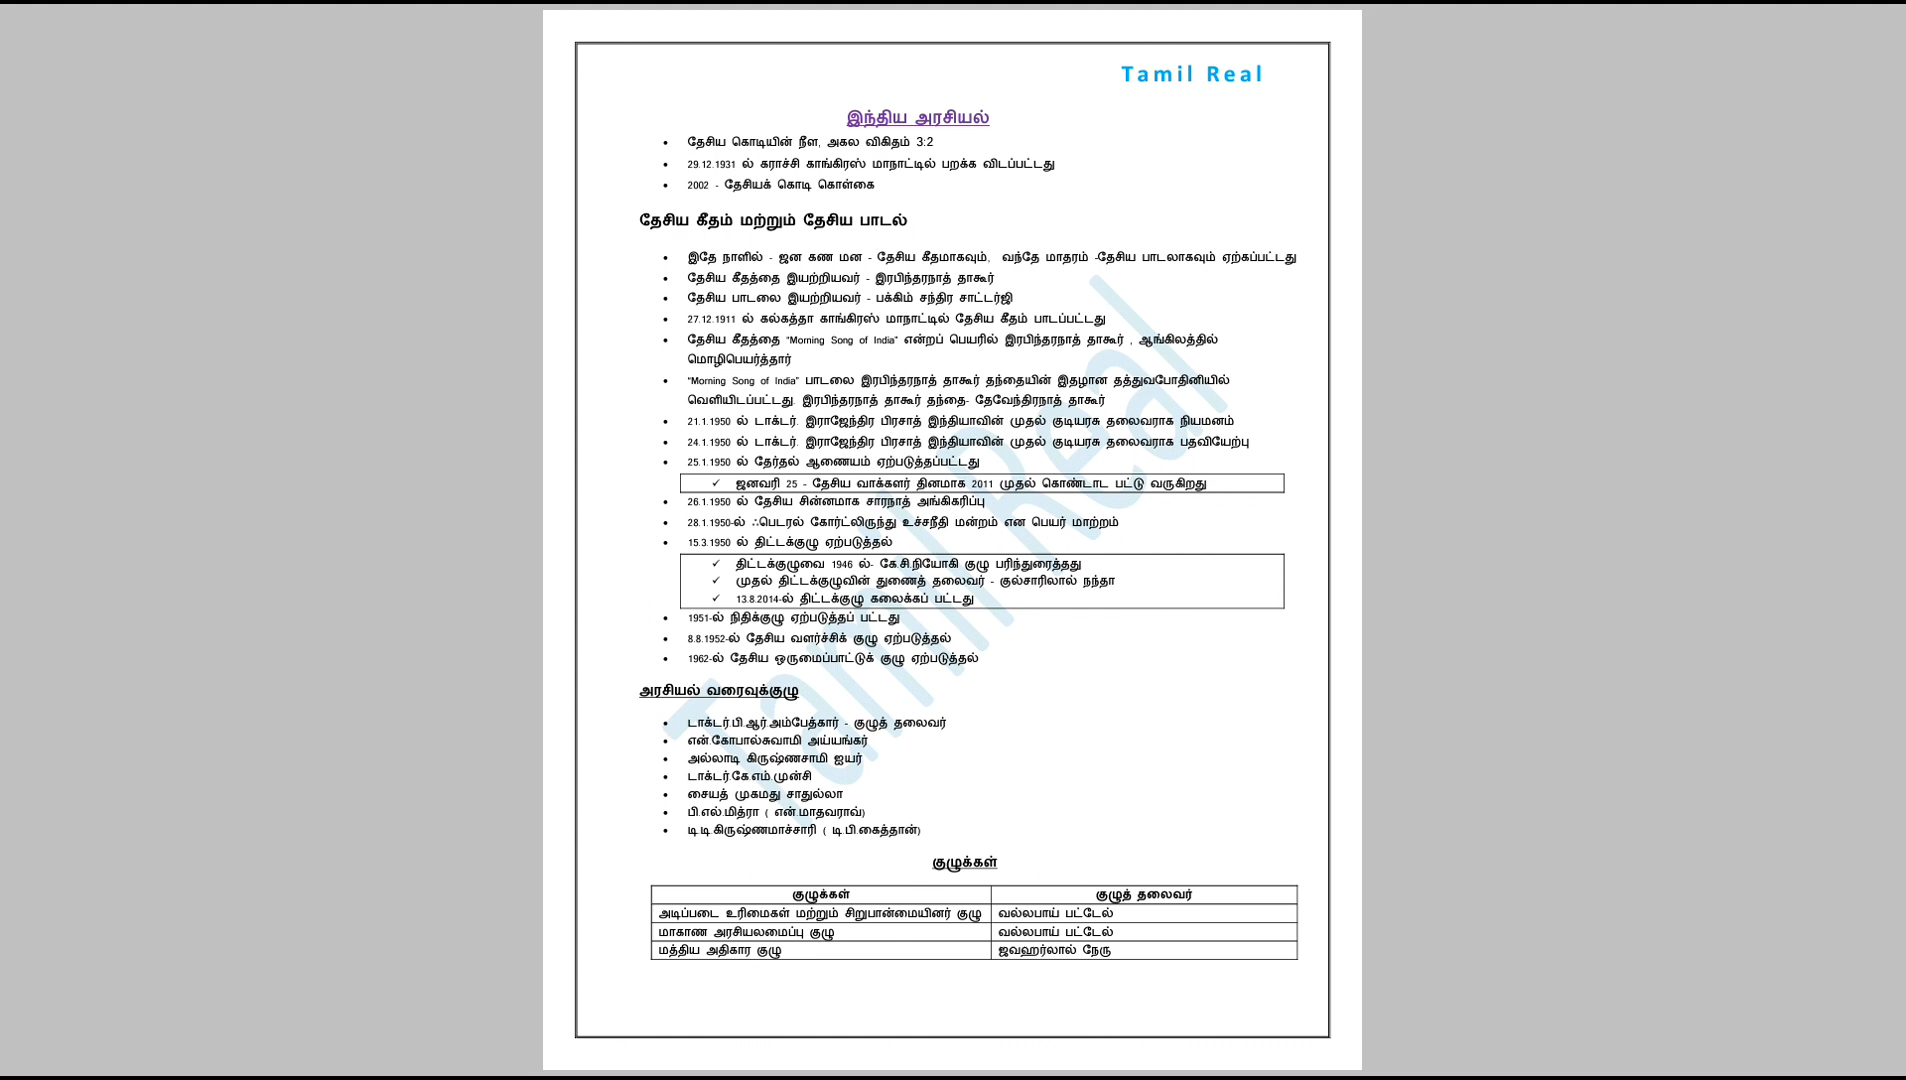 Tamil Real
இந்திய அரசியல்
• தேசிய கொடியின் நீள, அகல விகிதம் 3:2
• 29.12.1931 ல் கராச்சி காங்கிரஸ் மாநாட்டில் பறக்க விடப்பட்டது
• 2002 - தேசியக் கொடி கொள்கை
தேசிய கீதம் மற்றும் தேசிய பாடல்
• இதே நாளில் - ஜன கண மன - தேசிய கீதமாகவும், வந்தே மாதரம் -தேசிய பாடலாகவும் ஏற்கப்பட்டது
• தேசிய கீதத்தை இயற்றியவர் - இரபிந்தரநாத் தாகூர்
• தேசிய பாடலை இயற்றியவர் - பக்கிம் சந்திர சாட்டர்ஜி
• 27.12.1911 ல் கல்கத்தா காங்கிரஸ் மாநாட்டில் தேசிய கீதம் பாடப்பட்டது
• தேசிய கீதத்தை "Morning Song of India" என்றப் பெயரில் இரபிந்தரநாத் தாகூர் , ஆங்கிலத்தில்
மொழிபெயர்த்தார்
• "Morning Song of India" பாடலை இரபிந்தரநாத் தாகூர் தந்தையின் இதழான தத்துவபோதினியில்
வெளியிடப்பட்டது. இரபிந்தரநாத் தாகூர் தந்தை- தேவேந்திரநாத் தாகூர்
• 21.1.1950 ல் டாக்டர். இராஜேந்திர பிரசாத் இந்தியாவின் முதல் குடியரசு தலைவராக நியமனம்
• 24.1.1950 ல் டாக்டர். இராஜேந்திர பிரசாத் இந்தியாவின் முதல் குடியரசு தலைவராக பதவியேற்பு
• 25.1.1950 ல் தேர்தல் ஆணையம் ஏற்படுத்தப்பட்டது
✓ ஜனவரி 25 - தேசிய வாக்களர் தினமாக 2011 முதல் கொண்டாட பட்டு வருகிறது
• 26.1.1950 ல் தேசிய சின்னமாக சாரநாத் அங்கிகரிப்பு
• 28.1.1950-ல் ஃபெடரல் கோர்ட்லிருந்து உச்சநீதி மன்றம் என பெயர் மாற்றம்
• 15.3.1950 ல் திட்டக்குழு ஏற்படுத்தல்
✓ திட்டக்குழுவை 1946 ல்- கே.சி.நியோகி குழு பரிந்துரைத்தது
✓ முதல் திட்டக்குழுவின் துணைத் தலைவர் - குல்சாரிலால் நந்தா
✓ 13.8.2014-ல் திட்டக்குழு கலைக்கப் பட்டது
• 1951-ல் நிதிக்குழு ஏற்படுத்தப் பட்டது
• 8.8.1952-ல் தேசிய வளர்ச்சிக் குழு ஏற்படுத்தல்
• 1962-ல் தேசிய ஒருமைப்பாட்டுக் குழு ஏற்படுத்தல்
அரசியல் வரைவுக்குழு
• டாக்டர்.பி.ஆர்.அம்பேத்கார் - குழுத் தலைவர்
• என்.கோபால்சுவாமி அய்யங்கர்
• அல்லாடி கிருஷ்ணசாமி ஐயர்
• டாக்டர்.கே.எம்.முன்சி
• சையத் முகமது சாதுல்லா
• பி.எல்.மித்ரா ( என்.மாதவராவ்)
• டி.டி.கிருஷ்ணமாச்சாரி ( டி.பி.கைத்தான்)
குழுக்கள்
குழுக்கள் குழுத் தலைவர்
அடிப்படை உரிமைகள் மற்றும் சிறுபான்மையினர் குழு வல்லபாய் பட்டேல்
மாகாண அரசியலமைப்பு குழு வல்லபாய் பட்டேல்
மத்திய அதிகார குழு ஜவஹர்லால் நேரு
Tamil Real